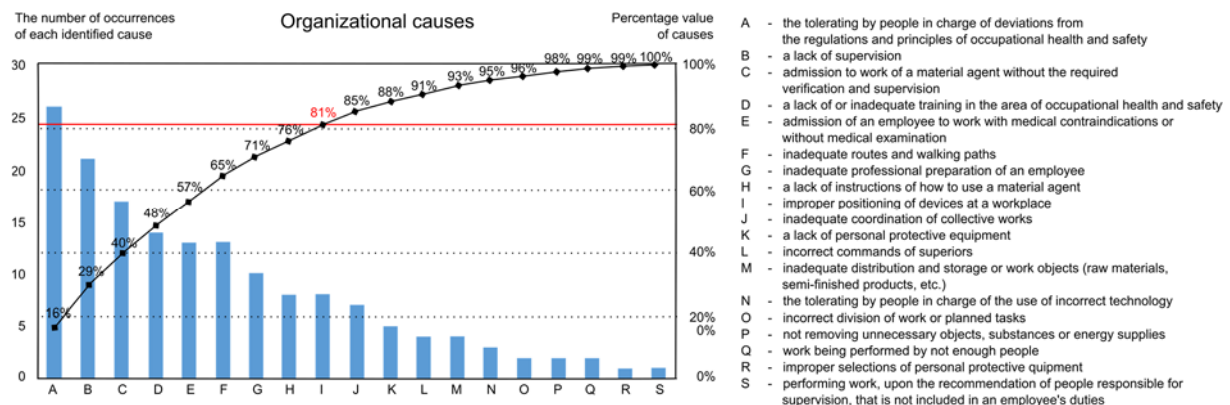 The number of occurrences
of each identified cause
Organizational causes
Percentage value
of causes
30
25
20
15
10
5
0
16%
29%
40%
48%
57%
65%
71%
76%
81%
85%
88%
91%
93%
95%
96%
98%
99%
99%
100%
100%
80%
60%
40%
20%
0%
0%
A B C D E F G H I J K L M N O P Q R S
A - the tolerating by people in charge of deviations from
the regulations and principles of occupational health and safety
B - a lack of supervision
C - admission to work of a material agent without the required
verification and supervision
D - a lack of or inadequate training in the area of occupational health and safety
E - admission of an employee to work with medical contraindications or
without medical examination
F - inadequate routes and walking paths
G - inadequate professional preparation of an employee
H - a lack of instructions of how to use a material agent
I - improper positioning of devices at a workplace
J - inadequate coordination of collective works
K - a lack of personal protective equipment
L - incorrect commands of superiors
M - inadequate distribution and storage or work objects (raw materials,
semi-finished products, etc.)
N - the tolerating by people in charge of the use of incorrect technology
O - incorrect division of work or planned tasks
P - not removing unnecessary objects, substances or energy supplies
Q - work being performed by not enough people
R - improper selections of personal protective quipment
S - performing work, upon the recommendation of people responsible for
supervision, that is not included in an employee's duties